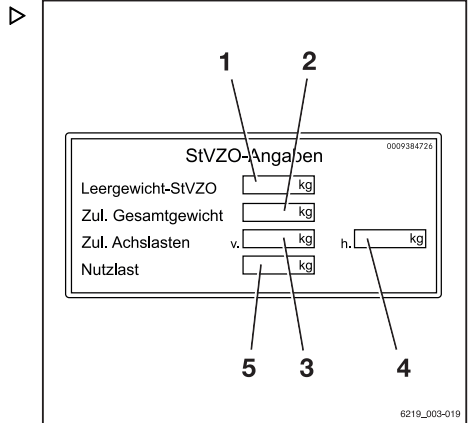 1 2
0009384726
StVZO-Angaben
Leergewicht-StVZO kg
Zul. Gesamtgewicht kg
Zul. Achslasten v. kg h. kg
Nutzlast kg
5 3 4
6219_003-019